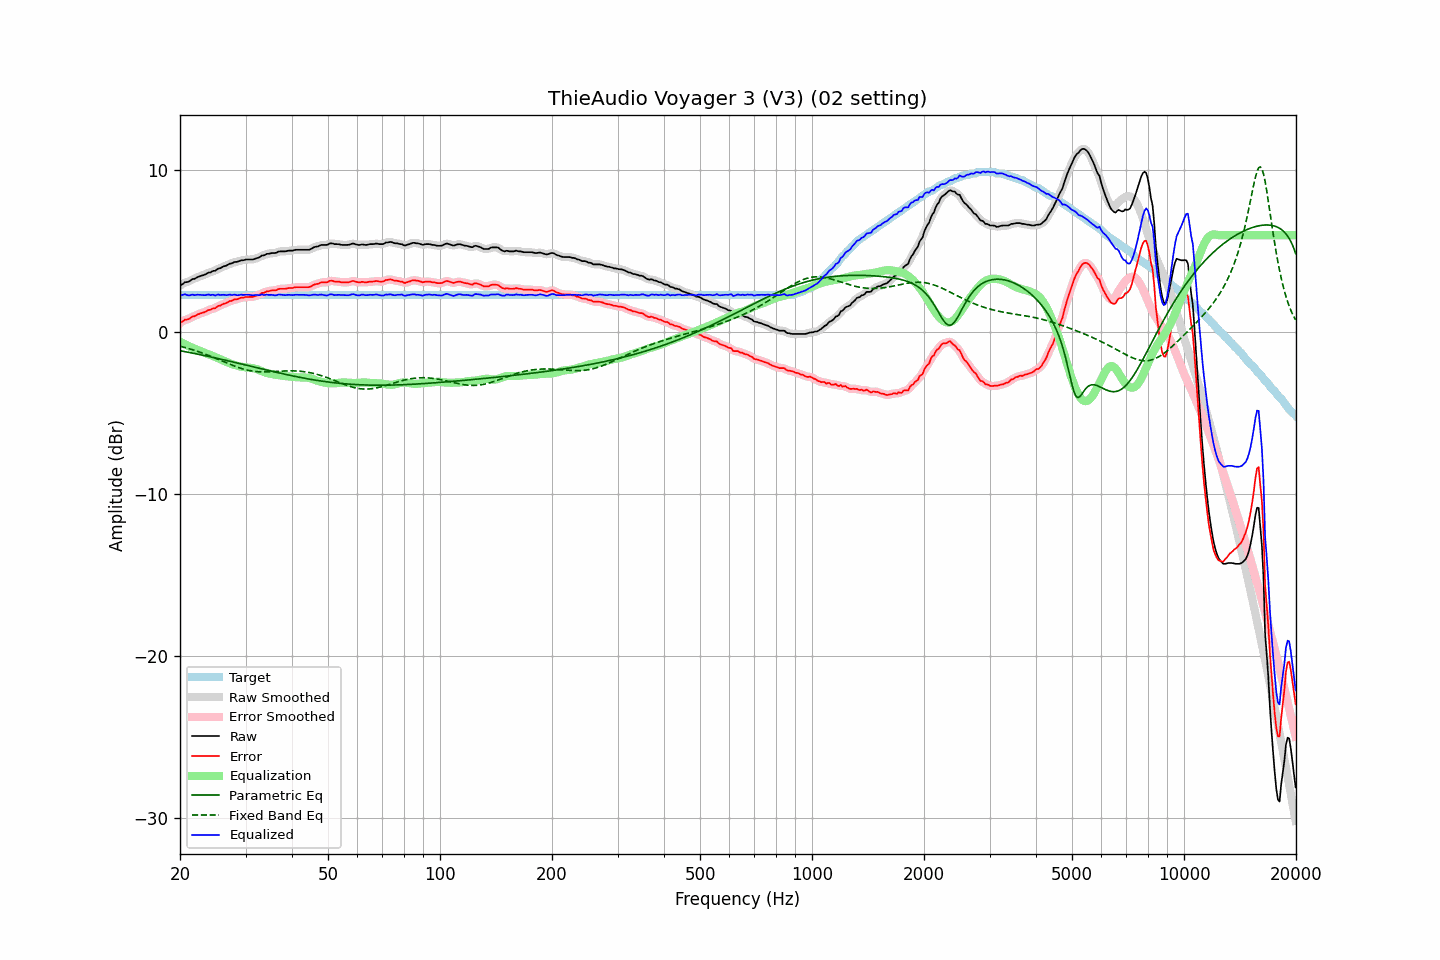 ThieAudio Voyager 3 (V3) (02 setting)
10
0
−10
−20
−30
Amplitude (dBr)
Target
Raw Smoothed
Error Smoothed
Raw
Error
Equalization
Parametric Eq
Fixed Band Eq
Equalized
20 50 100 200 500 1000 2000 5000 10000 20000
Frequency (Hz)